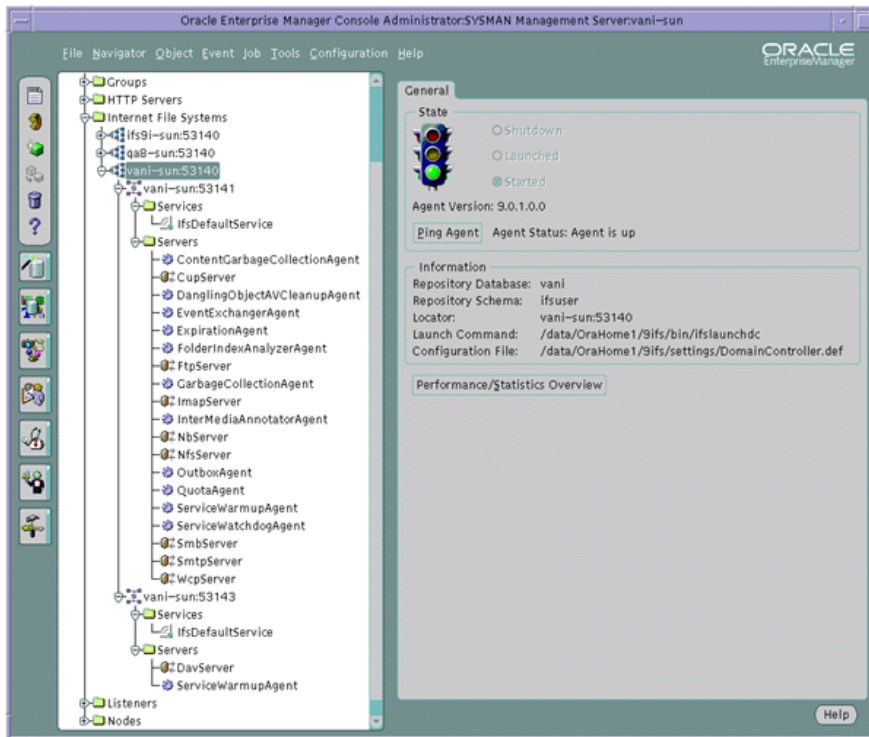 Oracle Enterprise Manager Console Administrator:SYSMAN Management Server:vani-sun
File Navigator Object Event Job Tools Configuration Help
ORACLE
EnterpriseManager
Groups
HTTP Servers
Internet File Systems
ifs9i-sun:53140
qa8-sun:53140
vani-sun:53140
vani-sun:53141
Services
IfsDefaultService
Servers
ContentGarbageCollectionAgent
CupServer
DanglingObjectAVCleanupAgent
EventExchangerAgent
ExpirationAgent
FolderIndexAnalyzerAgent
FtpServer
GarbageCollectionAgent
ImapServer
InterMediaAnnotatorAgent
NbServer
NfsServer
OutboxAgent
QuotaAgent
ServiceWarmupAgent
ServiceWatchdogAgent
SmbServer
SmtpServer
WcpServer
vani-sun:53143
Services
IfsDefaultService
Servers
DavServer
ServiceWarmupAgent
Listeners
Nodes
General
State
Shutdown
Launched
Started
Agent Version: 9.0.1.0.0
Ping Agent Agent Status: Agent is up
Information
Repository Database: vani
Repository Schema: ifsuser
Locator: vani-sun:53140
Launch Command: /data/OraHome1/9ifs/bin/ifslaunchdc
Configuration File: /data/OraHome1/9ifs/settings/DomainController.def
Performance/Statistics Overview
Help